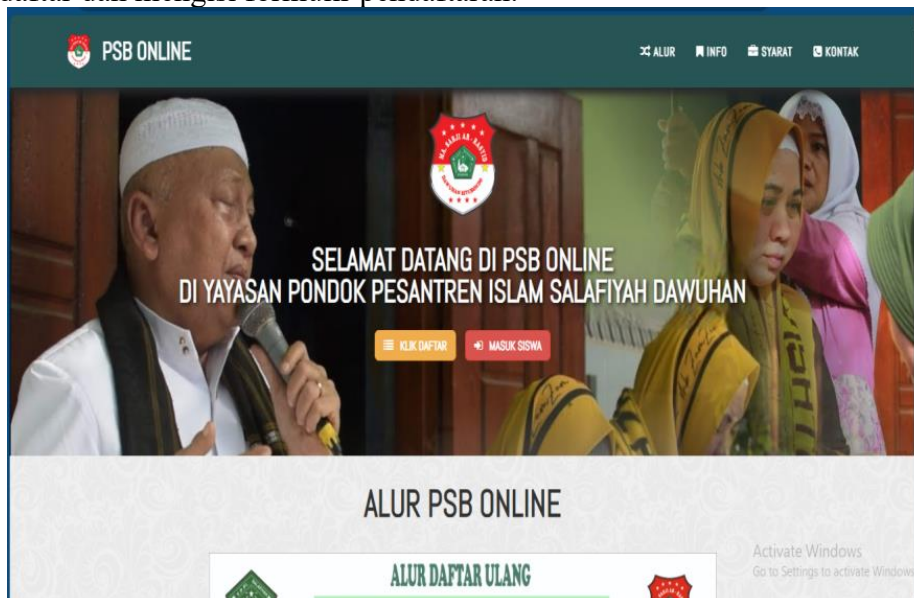 PSB ONLINE
ALUR
INFO
SYARAT
KONTAK
SELAMAT DATANG DI PSB ONLINE
DI YAYASAN PONDOK PESANTREN ISLAM SALAFIYAH DAWUHAN
KLIK DAFTAR
MASUK SISWA
ALUR PSB ONLINE
Activate Windows
Go to Settings to activate Windows
ALUR DAFTAR ULANG